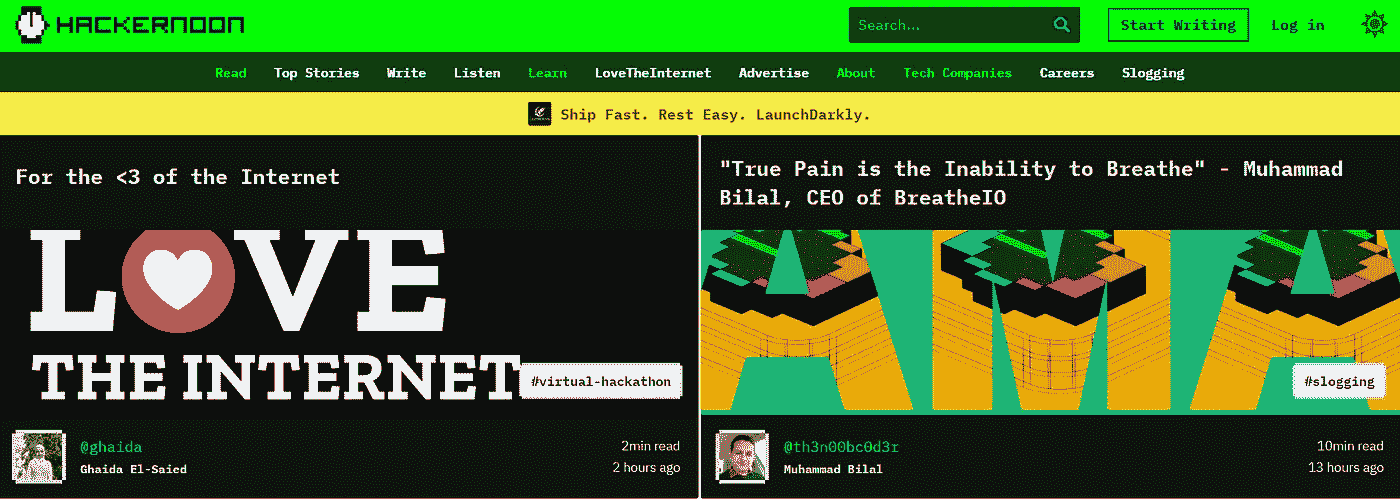 HACKERNOON
Search...
Start Writing
Log in
Read Top Stories Write Listen Learn LoveTheInternet Advertise About Tech Companies Careers Slogging
Ship Fast. Rest Easy. LaunchDarkly.
For the <3 of the Internet
LOVE
THE INTERNET
#virtual-hackathon
@ghaida
Ghaida El-Saied
2min read
2 hours ago
"True Pain is the Inability to Breathe" - Muhammad
Bilal, CEO of BreatheIO
#slogging
@th3n00bc0d3r
Muhammad Bilal
10min read
13 hours ago